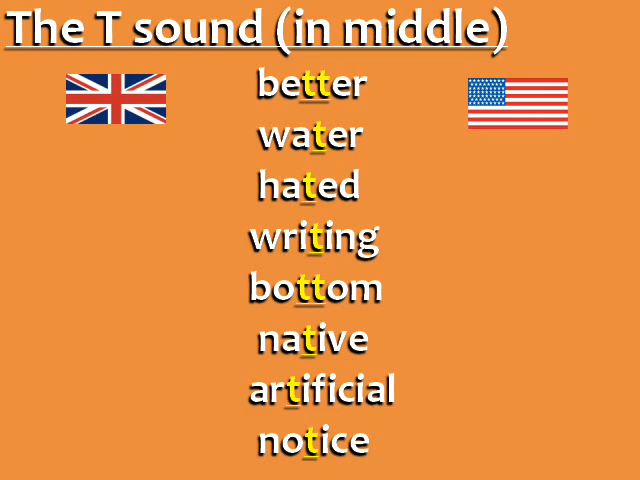 The T sound (in middle)
better
water
hated
writing
bottom
native
artificial
notice